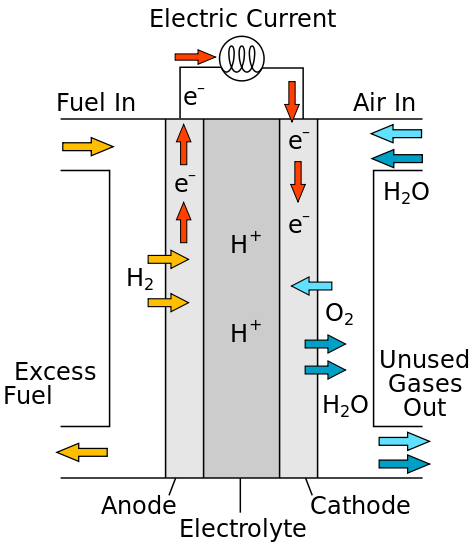 Electric Current
e⁻
Fuel In
Air In
e⁻
e⁻
H₂O
e⁻
H⁺
H₂
O₂
H⁺
Excess
Fuel
Unused
Gases
Out
H₂O
Anode
Cathode
Electrolyte